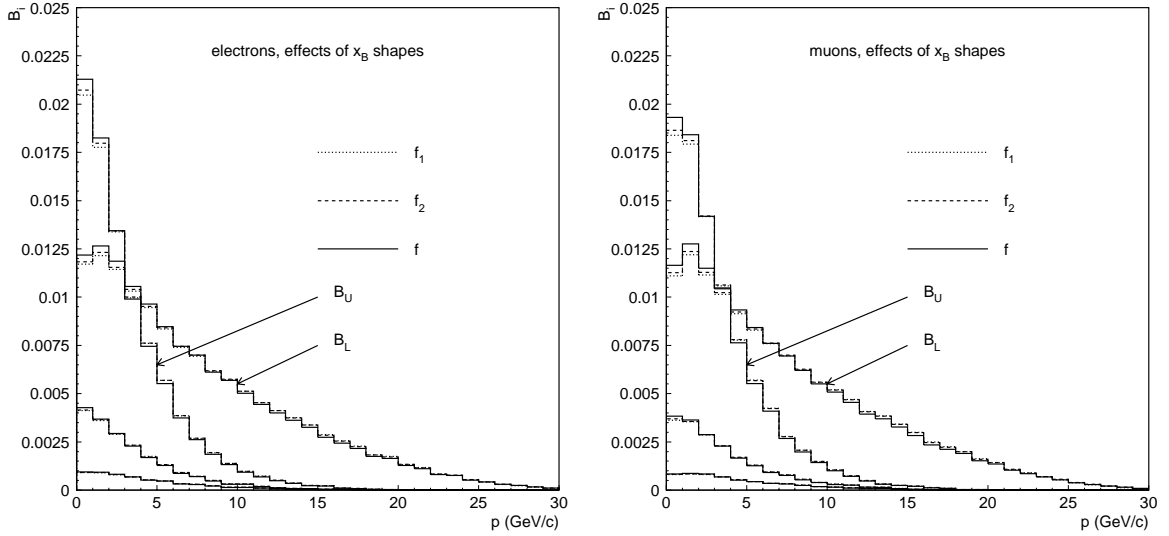 B_i
0.025
0.0225
0.02
0.0175
0.015
0.0125
0.01
0.0075
0.005
0.0025
0
electrons, effects of x_B shapes
f_1
f_2
f
B_U
B_L
0 5 10 15 20 25 30
p (GeV/c)
B_i
0.025
0.0225
0.02
0.0175
0.015
0.0125
0.01
0.0075
0.005
0.0025
0
muons, effects of x_B shapes
f_1
f_2
f
B_U
B_L
0 5 10 15 20 25 30
p (GeV/c)